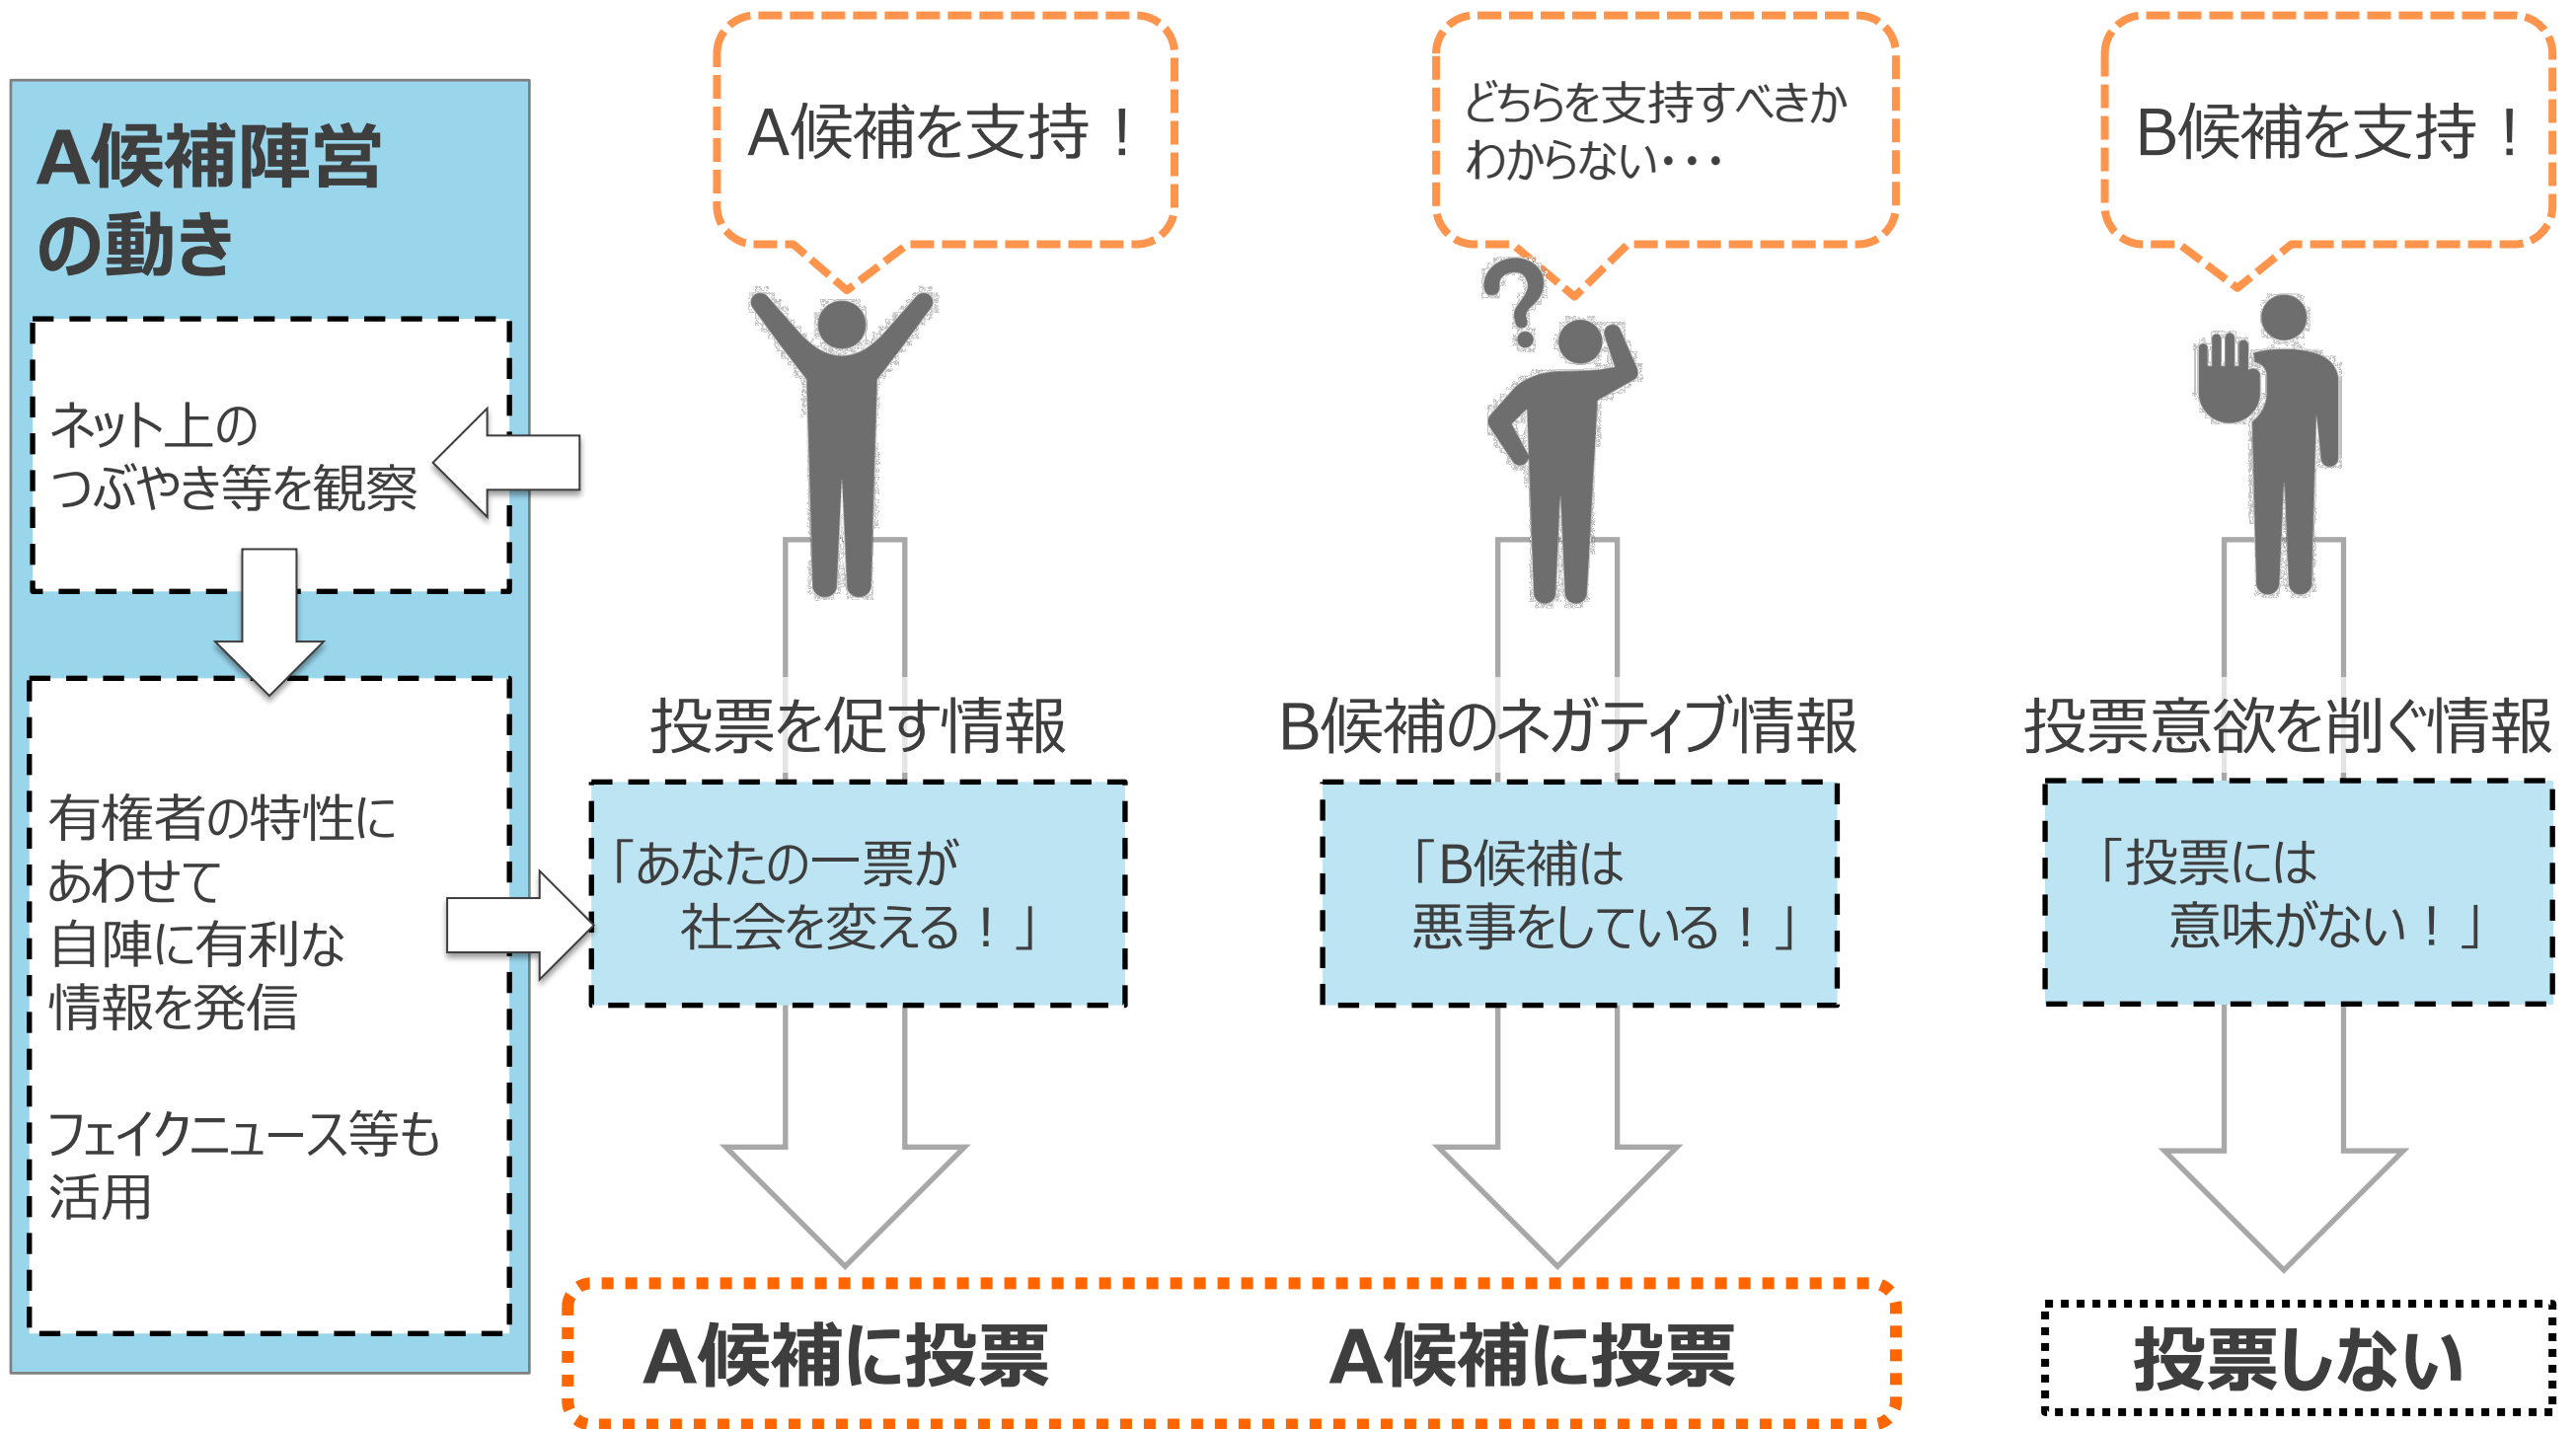 A候補陣営
の動き
ネット上の
つぶやき等を観察
有権者の特性に
あわせて
自陣に有利な
情報を発信
フェイクニュース等も
活用
A候補を支持！
投票を促す情報
「あなたの一票が
社会を変える！」
A候補に投票
どちらを支持すべきか
わからない・・・
?
B候補のネガティブ情報
「B候補は
悪事をしている！」
A候補に投票
B候補を支持！
投票意欲を削ぐ情報
「投票には
意味がない！」
投票しない